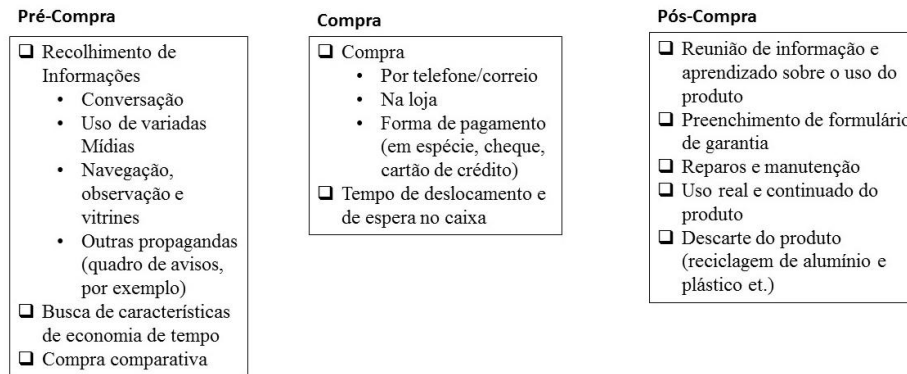 Pré-Compra
❑ Recolhimento de
Informações
• Conversação
• Uso de variadas
Mídias
• Navegação,
observação e
vitrines
• Outras propagandas
(quadro de avisos,
por exemplo)
❑ Busca de características
de economia de tempo
❑ Compra comparativa
Compra
❑ Compra
• Por telefone/correio
• Na loja
• Forma de pagamento
(em espécie, cheque,
cartão de crédito)
❑ Tempo de deslocamento e
de espera no caixa
Pós-Compra
❑ Reunião de informação e
aprendizado sobre o uso do
produto
❑ Preenchimento de formulário
de garantia
❑ Reparos e manutenção
❑ Uso real e continuado do
produto
❑ Descarte do produto
(reciclagem de alumínio e
plástico et.)